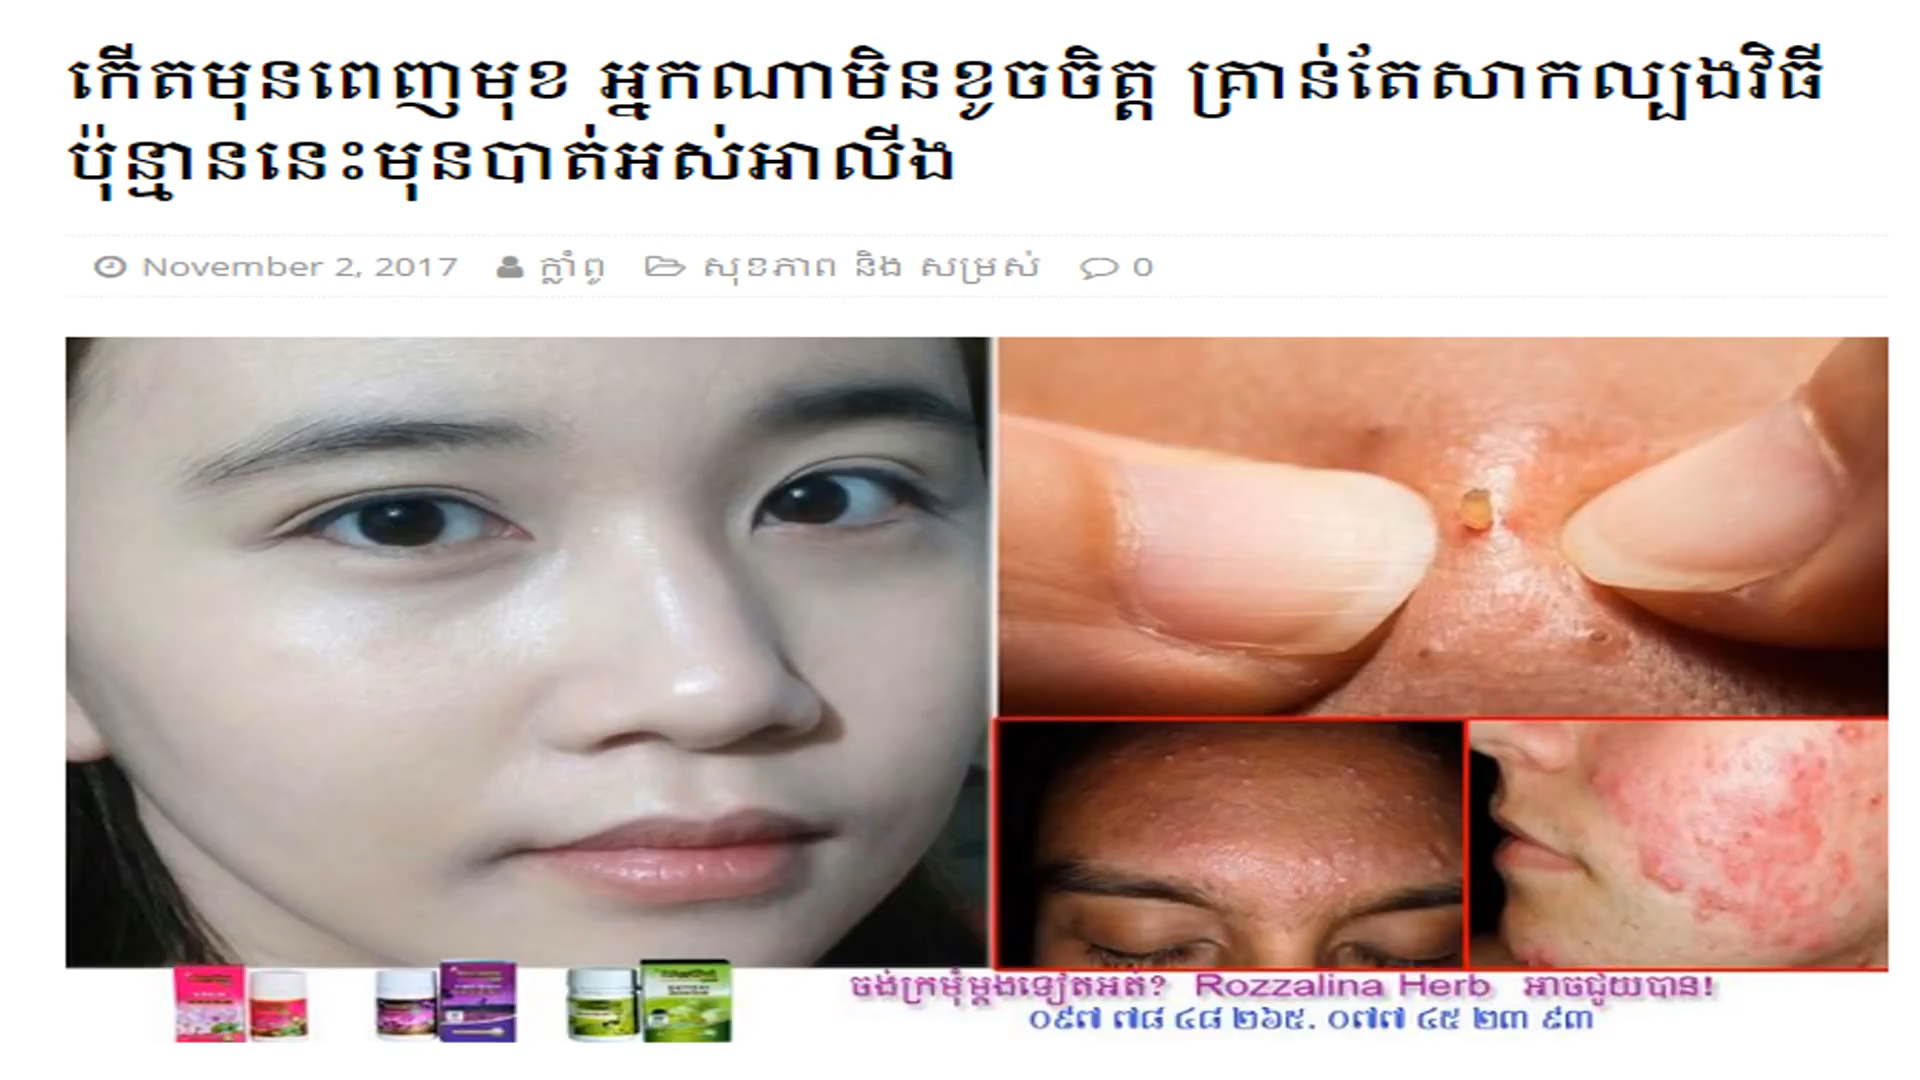 កើតមុនពេញមុខ អ្នកណាមិនខូចចិត្ត គ្រាន់តែសាកល្បងវិធី
ប៉ុន្មាននេះមុនបាត់អស់អាលីង
November 2, 2017 ក្លាំពូ សុខភាព និង សម្រស់ 0
ចង់ក្រមុំម្តងទៀតអត់? Rozzalina Herb អាចជួយបាន!
០៩៧ ៧៨ ៤៨ ២៦៥. ០៧៧ ៤៥ ២៣ ៩៣